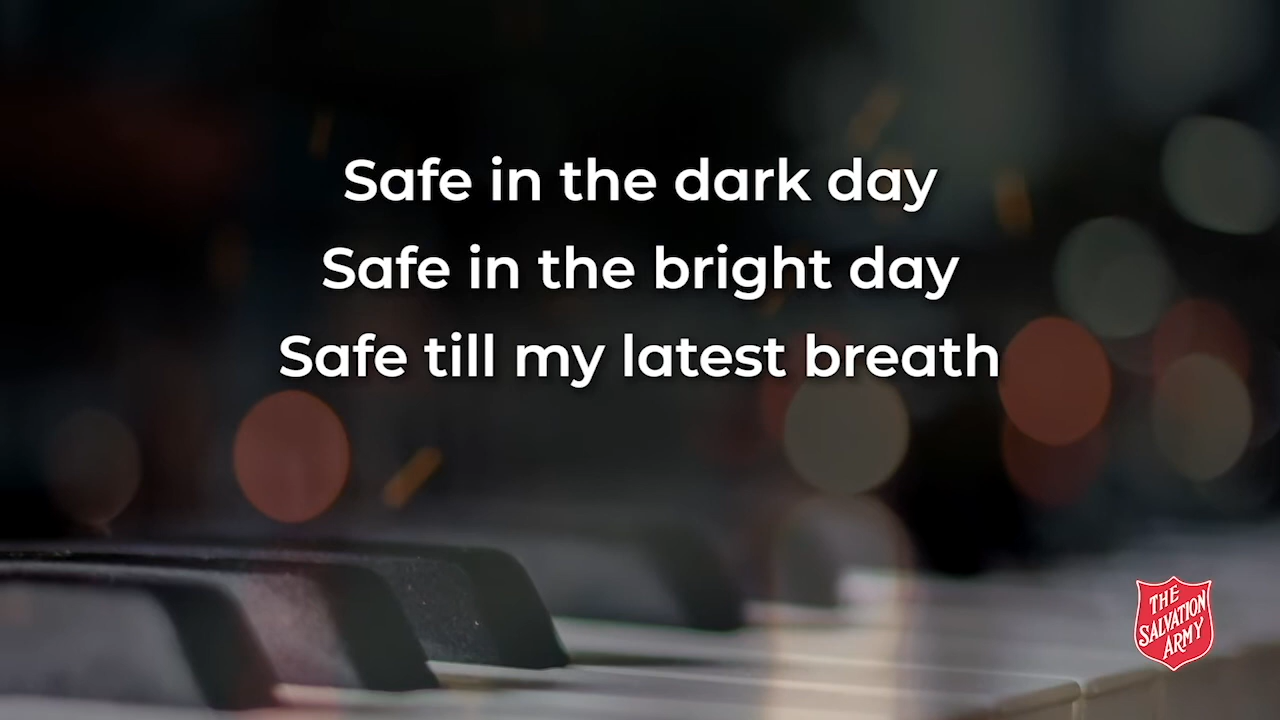 Safe in the dark day
Safe in the bright day
Safe till my latest breath
THE
SALVATION
ARMY